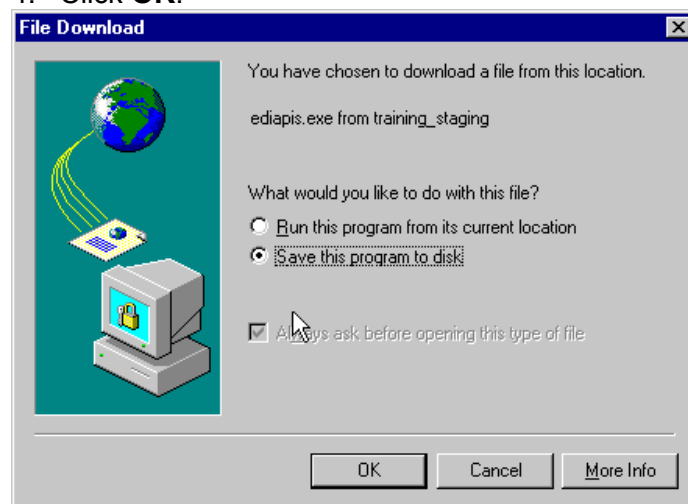 Click OK.
File Download
You have chosen to download a file from this location.
ediapis.exe from training_staging
What would you like to do with this file?
Run this program from its current location
Save this program to disk
Always ask before opening this type of file
OK
Cancel
More Info